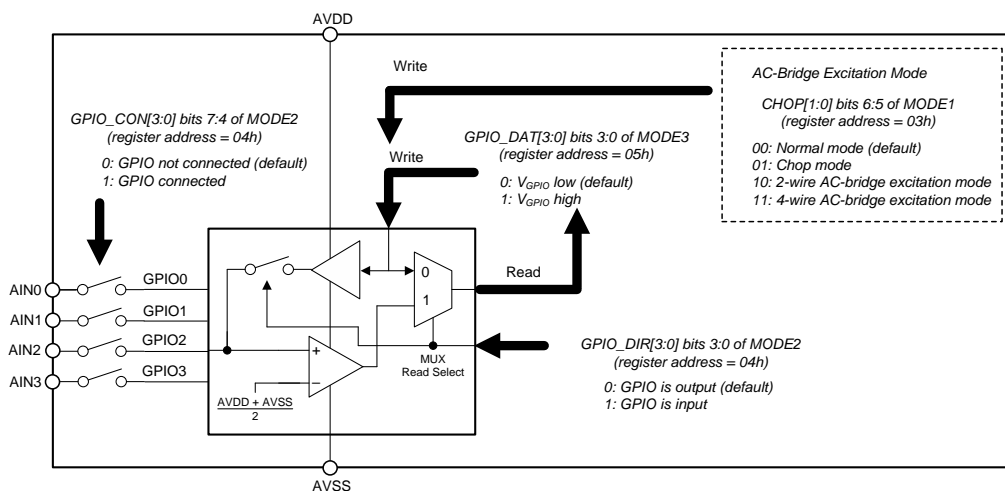 AVDD
Write
AC-Bridge Excitation Mode
CHOP[1:0] bits 6:5 of MODE1
(register address = 03h)
00: Normal mode (default)
01: Chop mode
10: 2-wire AC-bridge excitation mode
11: 4-wire AC-bridge excitation mode
GPIO_CON[3:0] bits 7:4 of MODE2
(register address = 04h)
0: GPIO not connected (default)
1: GPIO connected
GPIO_DAT[3:0] bits 3:0 of MODE3
(register address = 05h)
Write
0: VGPIO low (default)
1: VGPIO high
0
1
Read
AIN0
GPIO0
AIN1
GPIO1
AIN2
GPIO2
AIN3
GPIO3
+
–
AVDD + AVSS
2
MUX
Read Select
GPIO_DIR[3:0] bits 3:0 of MODE2
(register address = 04h)
0: GPIO is output (default)
1: GPIO is input
AVSS